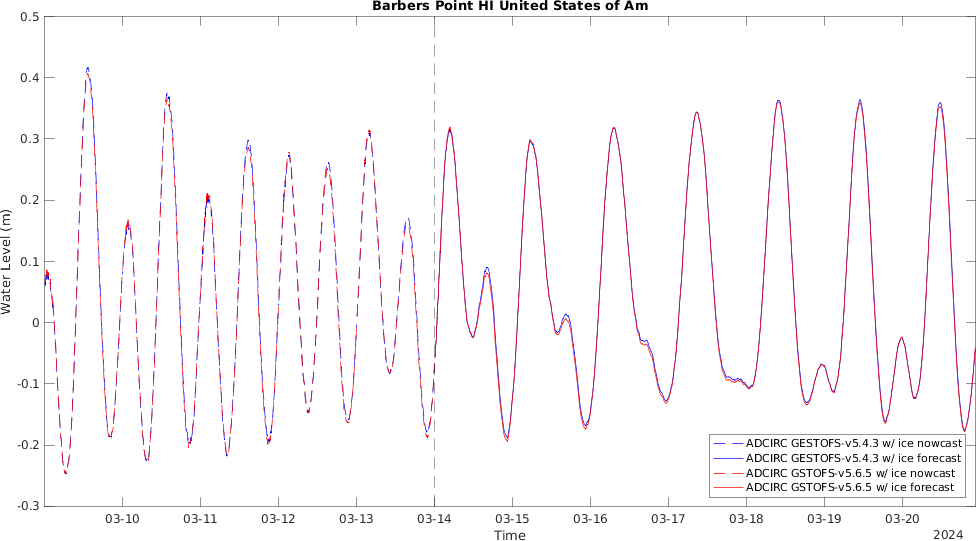 Barbers Point HI United States of Am
Water Level (m)
0.5
0.4
0.3
0.2
0.1
0
-0.1
-0.2
-0.3
ADCIRC GESTOFS-v5.4.3 w/ ice nowcast
ADCIRC GESTOFS-v5.4.3 w/ ice forecast
ADCIRC GSTOFS-v5.6.5 w/ ice nowcast
ADCIRC GSTOFS-v5.6.5 w/ ice forecast
03-10 03-11 03-12 03-13 03-14 03-15 03-16 03-17 03-18 03-19 03-20
Time
2024